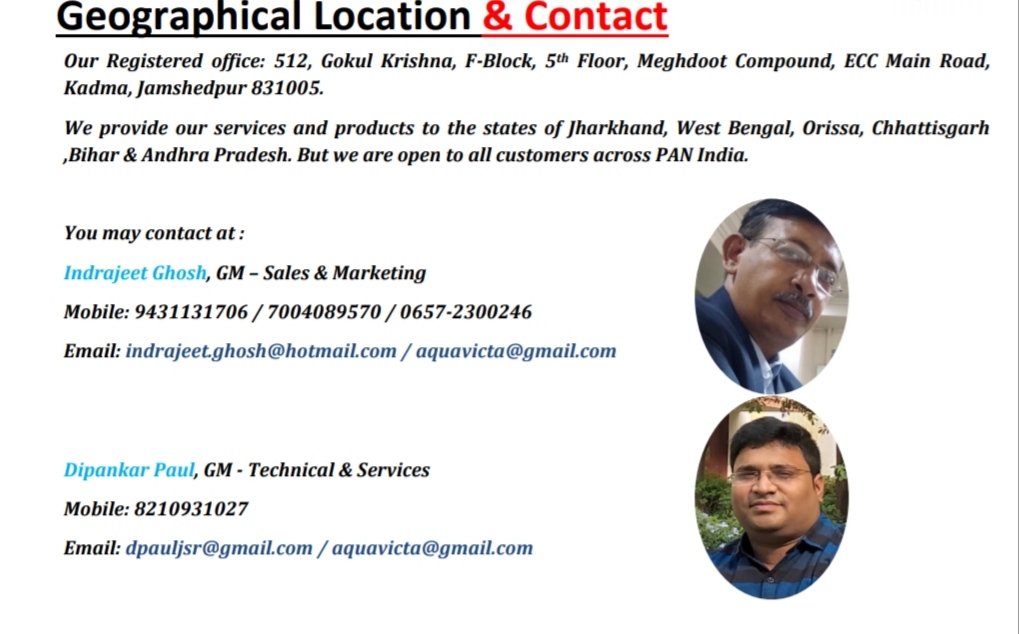 Geographical Location & Contact
Our Registered office: 512, Gokul Krishna, F-Block, 5th Floor, Meghdoot Compound, ECC Main Road,
Kadma, Jamshedpur 831005.
We provide our services and products to the states of Jharkhand, West Bengal, Orissa, Chhattisgarh
,Bihar & Andhra Pradesh. But we are open to all customers across PAN India.
You may contact at :
Indrajeet Ghosh, GM – Sales & Marketing
Mobile: 9431131706 / 7004089570 / 0657-2300246
Email: indrajeet.ghosh@hotmail.com / aquavicta@gmail.com
Dipankar Paul, GM - Technical & Services
Mobile: 8210931027
Email: dpauljsr@gmail.com / aquavicta@gmail.com